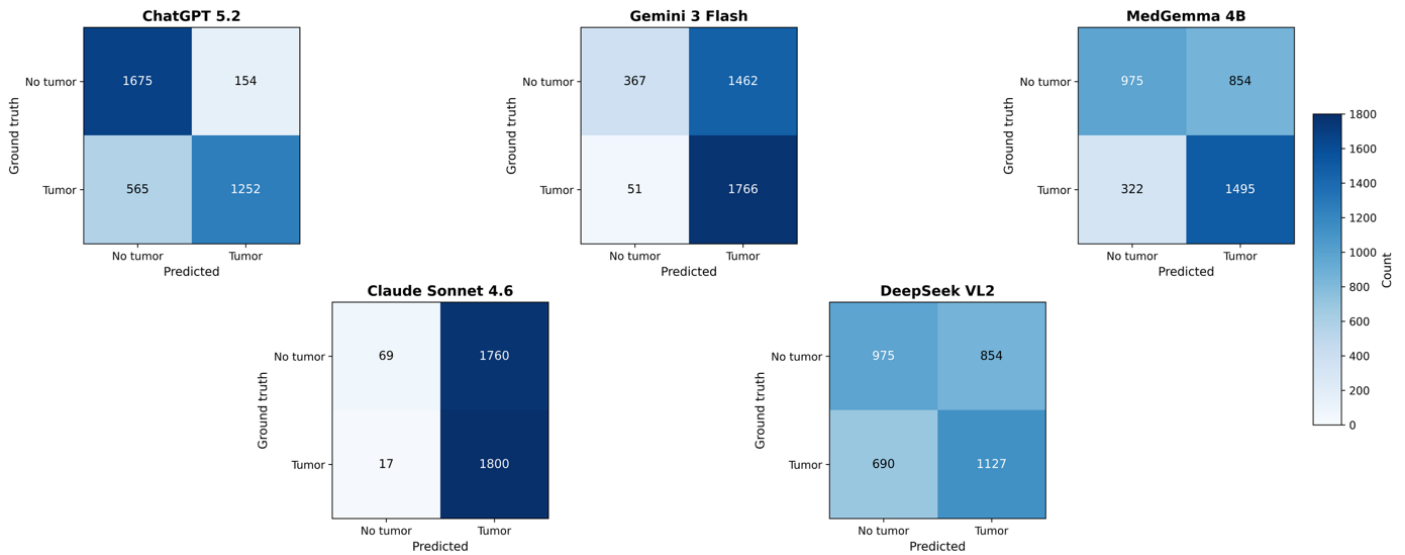 ChatGPT 5.2
No tumor
1675
154
Tumor
565
1252
Ground truth
No tumor
Tumor
Predicted
Gemini 3 Flash
No tumor
367
1462
Tumor
51
1766
Ground truth
No tumor
Tumor
Predicted
MedGemma 4B
No tumor
975
854
Tumor
322
1495
Ground truth
No tumor
Tumor
Predicted
Claude Sonnet 4.6
No tumor
69
1760
Tumor
17
1800
Ground truth
No tumor
Tumor
Predicted
DeepSeek VL2
No tumor
975
854
Tumor
690
1127
Ground truth
No tumor
Tumor
Predicted
1800
1600
1400
1200
1000
800
600
400
200
0
Count